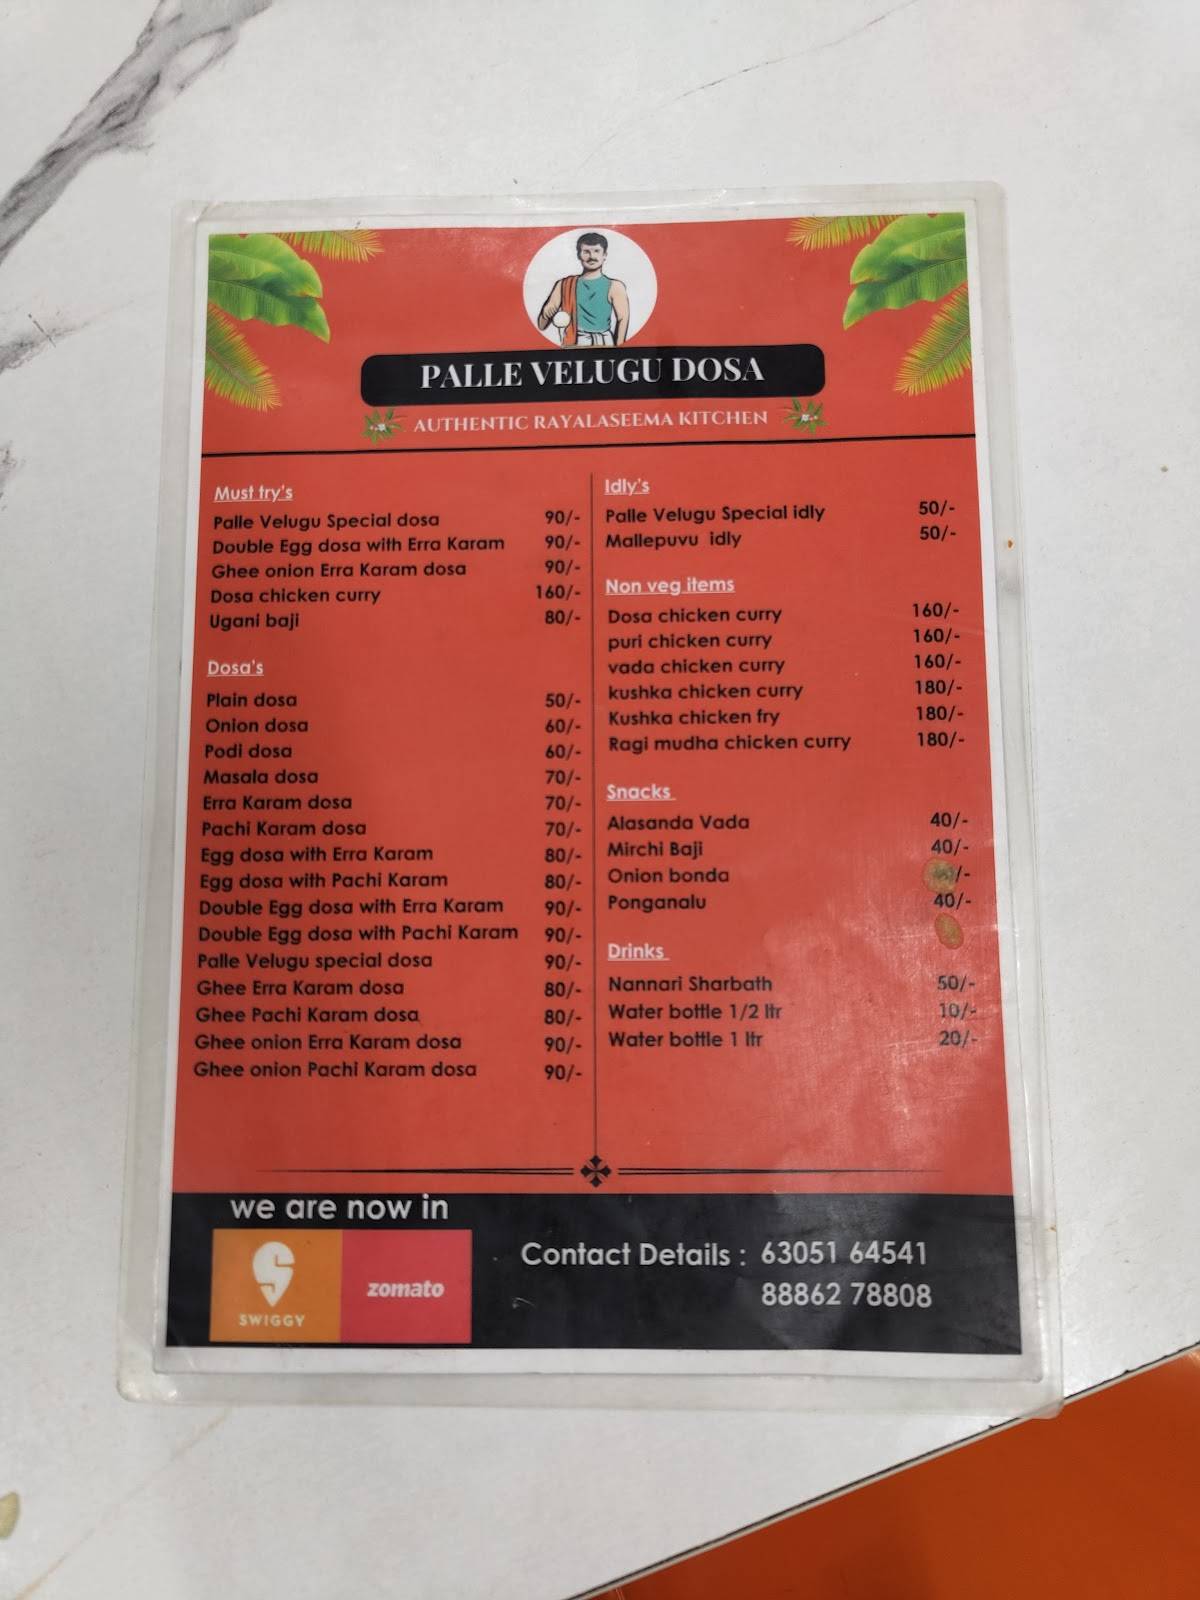 PALLE VELUGU DOSA
AUTHENTIC RAYALASEEMA KITCHEN
Must try's
Palle Velugu Special dosa 90/-
Double Egg dosa with Erra Karam 90/-
Ghee onion Erra Karam dosa 90/-
Dosa chicken curry 160/-
Ugani baji 80/-
Dosa's
Plain dosa 50/-
Onion dosa 60/-
Podi dosa 60/-
Masala dosa 70/-
Erra Karam dosa 70/-
Pachi Karam dosa 70/-
Egg dosa with Erra Karam 80/-
Egg dosa with Pachi Karam 80/-
Double Egg dosa with Erra Karam 90/-
Double Egg dosa with Pachi Karam 90/-
Palle Velugu special dosa 90/-
Ghee Erra Karam dosa 80/-
Ghee Pachi Karam dosa 80/-
Ghee onion Erra Karam dosa 90/-
Ghee onion Pachi Karam dosa 90/-
Idly's
Palle Velugu Special idly 50/-
Mallepuvu idly 50/-
Non veg items
Dosa chicken curry 160/-
puri chicken curry 160/-
vada chicken curry 160/-
kushka chicken curry 180/-
Kushka chicken fry 180/-
Ragi mudha chicken curry 180/-
Snacks
Alasanda Vada 40/-
Mirchi Baji 40/-
Onion bonda
Ponganalu 40/-
Drinks
Nannari Sharbath 50/-
Water bottle 1/2 ltr 10/-
Water bottle 1 ltr 20/-
we are now in
SWIGGY
zomato
Contact Details : 63051 64541
88862 78808